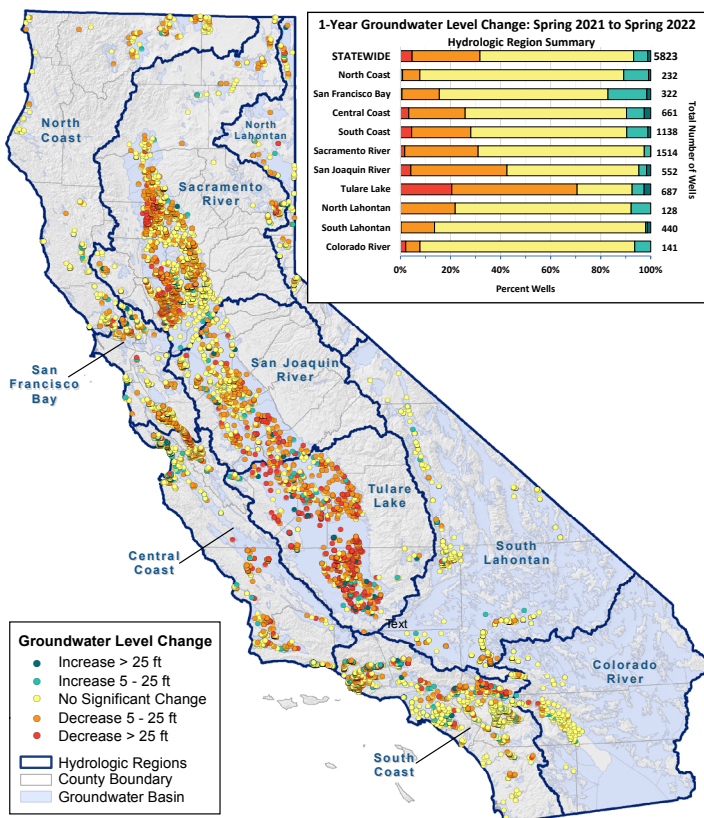 1-Year Groundwater Level Change: Spring 2021 to Spring 2022
Hydrologic Region Summary
STATEWIDE 5823
North Coast 232
San Francisco Bay 322
Central Coast 661
South Coast 1138
Sacramento River 1514
San Joaquin River 552
Tulare Lake 687
North Lahontan 128
South Lahontan 440
Colorado River 141
0% 20% 40% 60% 80% 100%
Percent Wells
Total Number of Wells
North
Coast
North
Lahontan
Sacramento
River
San
Francisco
Bay
San Joaquin
River
Tulare
Lake
Central
Coast
South
Lahontan
Text
Colorado
River
South
Coast
Groundwater Level Change
Increase > 25 ft
Increase 5 - 25 ft
No Significant Change
Decrease 5 - 25 ft
Decrease > 25 ft
Hydrologic Regions
County Boundary
Groundwater Basin